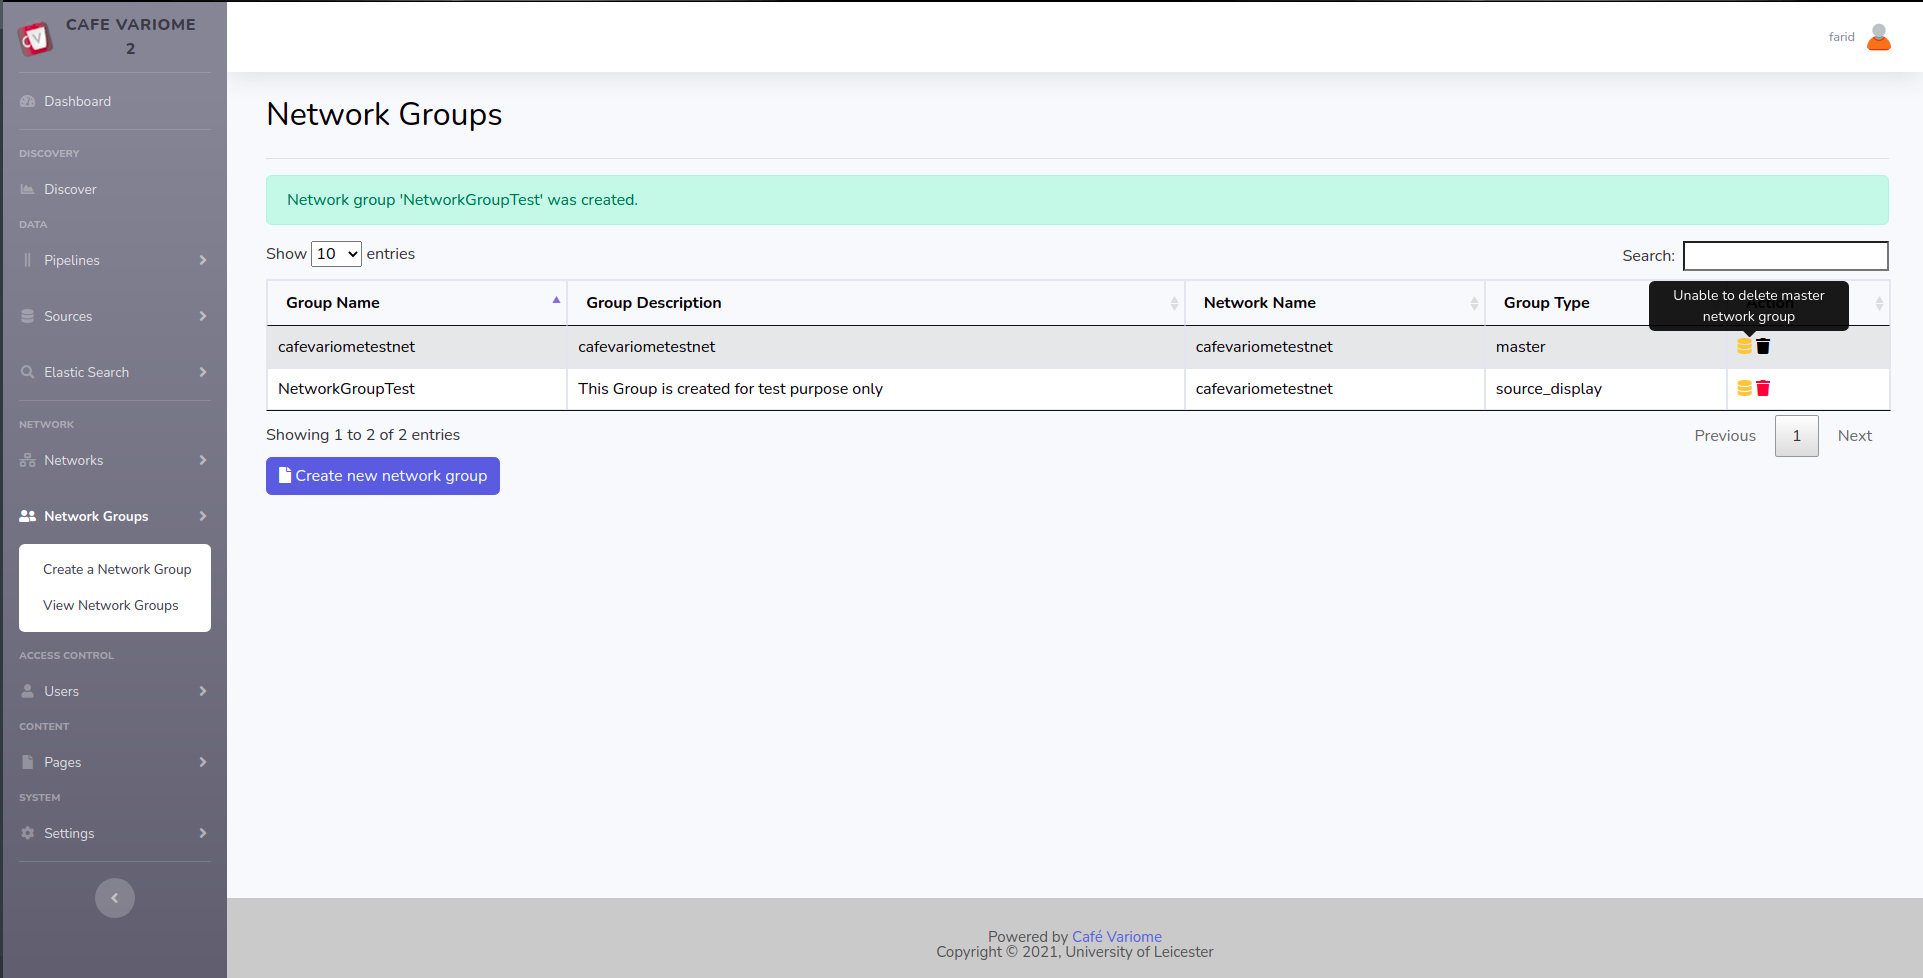 CAFE VARIOME
2
farid
Dashboard
DISCOVERY
Discover
DATA
Pipelines
Sources
Elastic Search
NETWORK
Networks
Network Groups
Create a Network Group
View Network Groups
ACCESS CONTROL
Users
CONTENT
Pages
SYSTEM
Settings
Network Groups
Network group 'NetworkGroupTest' was created.
Show 10 entries
Search:
Group Name Group Description Network Name Group Type Action
Unable to delete master
network group
cafevariometestnet cafevariometestnet cafevariometestnet master
NetworkGroupTest This Group is created for test purpose only cafevariometestnet source_display
Showing 1 to 2 of 2 entries
Previous 1 Next
Create new network group
Powered by Café Variome
Copyright © 2021, University of Leicester